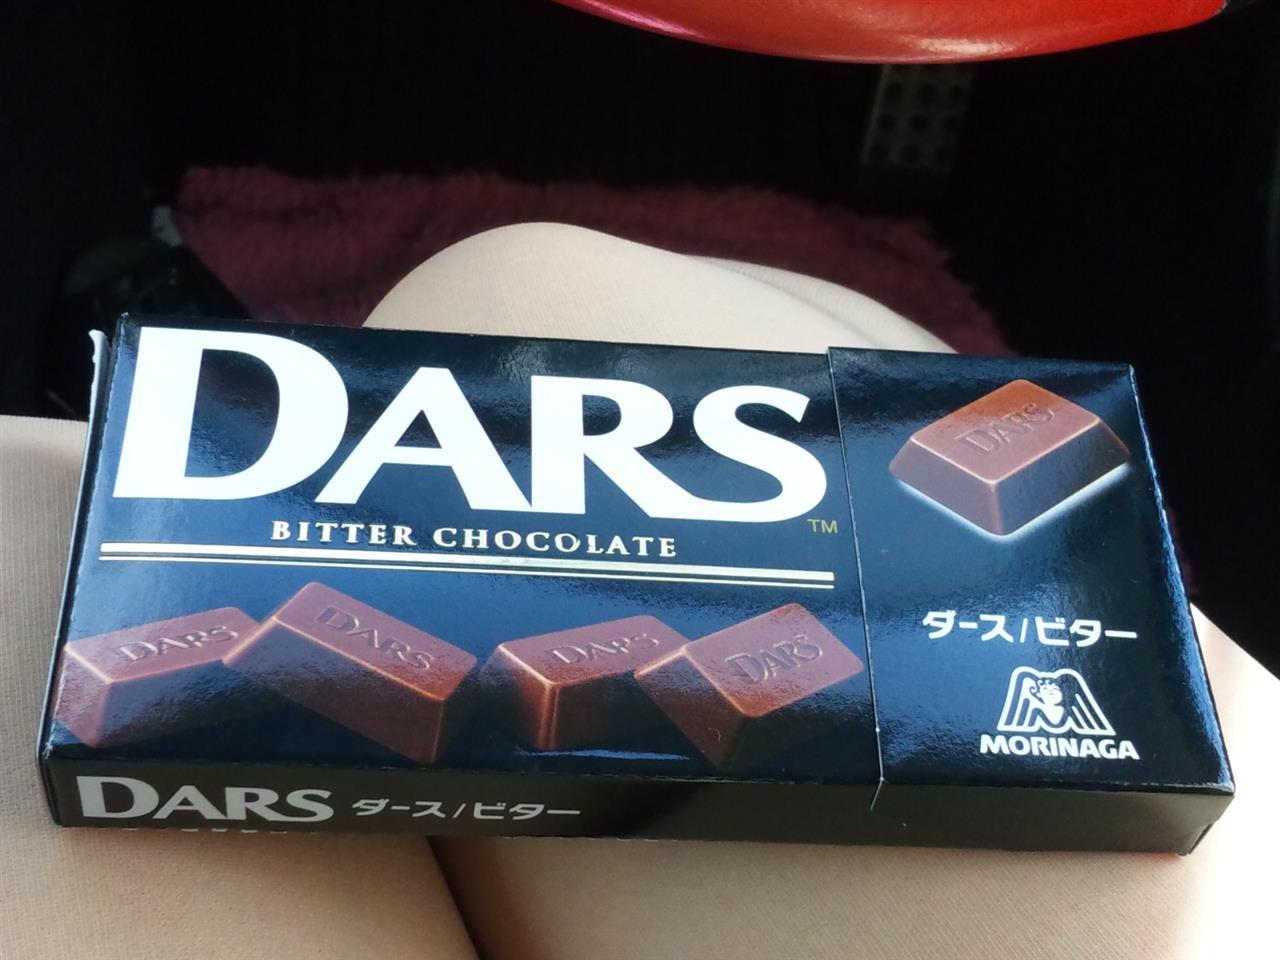 DARS
TM
BITTER CHOCOLATE
DARS
DARS
DARS
DARS
DARS
ダース/ビター
MORINAGA
DARS ダース/ビター